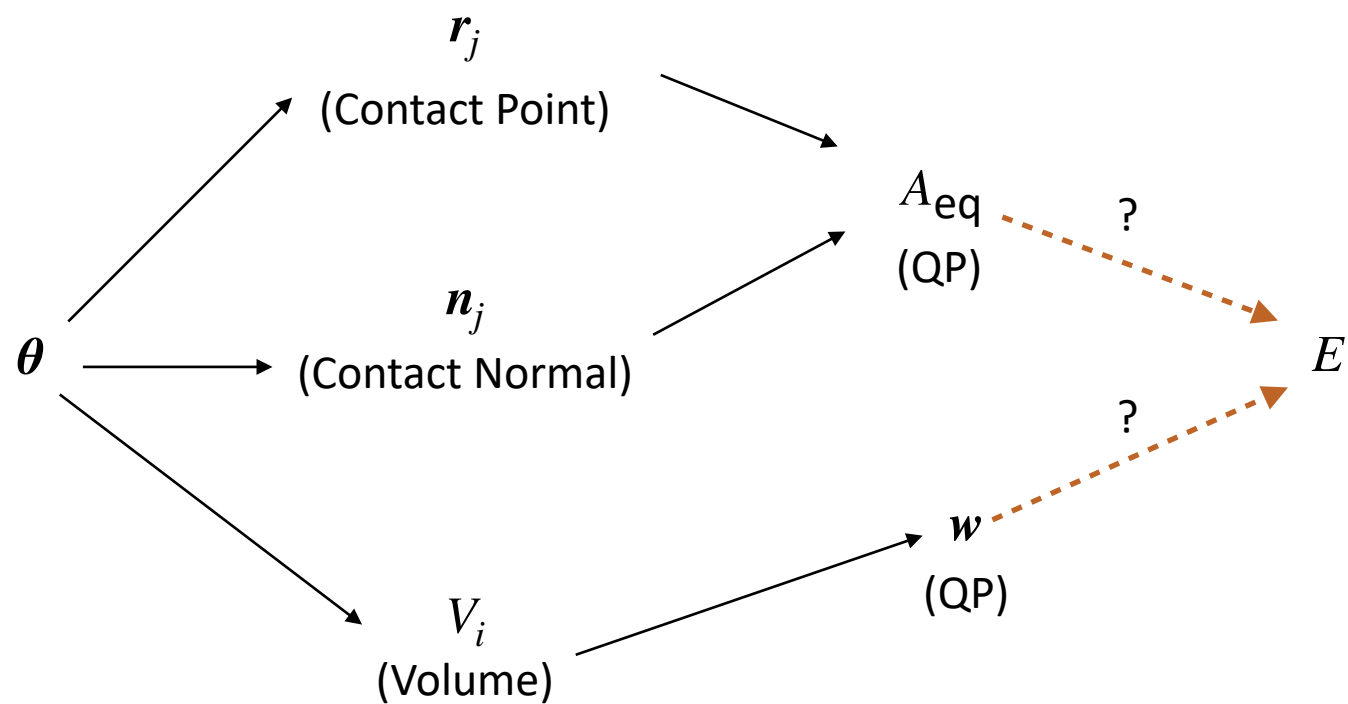 r_j
(Contact Point)
A_eq
(QP)
?
n_j
(Contact Normal)
θ
E
?
w
(QP)
V_i
(Volume)